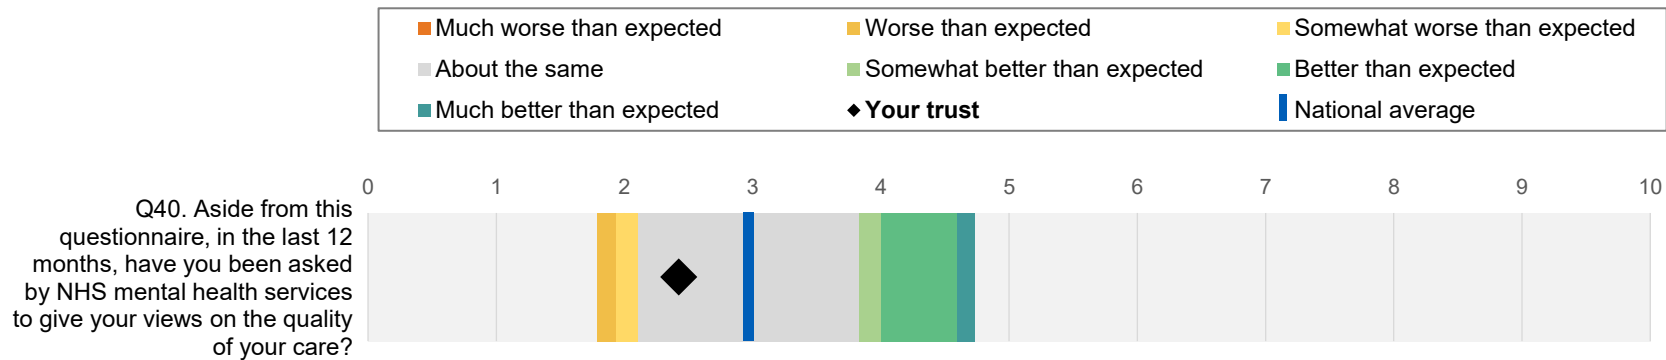 Much worse than expected
Worse than expected
Somewhat worse than expected
About the same
Somewhat better than expected
Better than expected
Much better than expected
Your trust
National average
0 1 2 3 4 5 6 7 8 9 10
Q40. Aside from this
questionnaire, in the last 12
months, have you been asked
by NHS mental health services
to give your views on the quality
of your care?